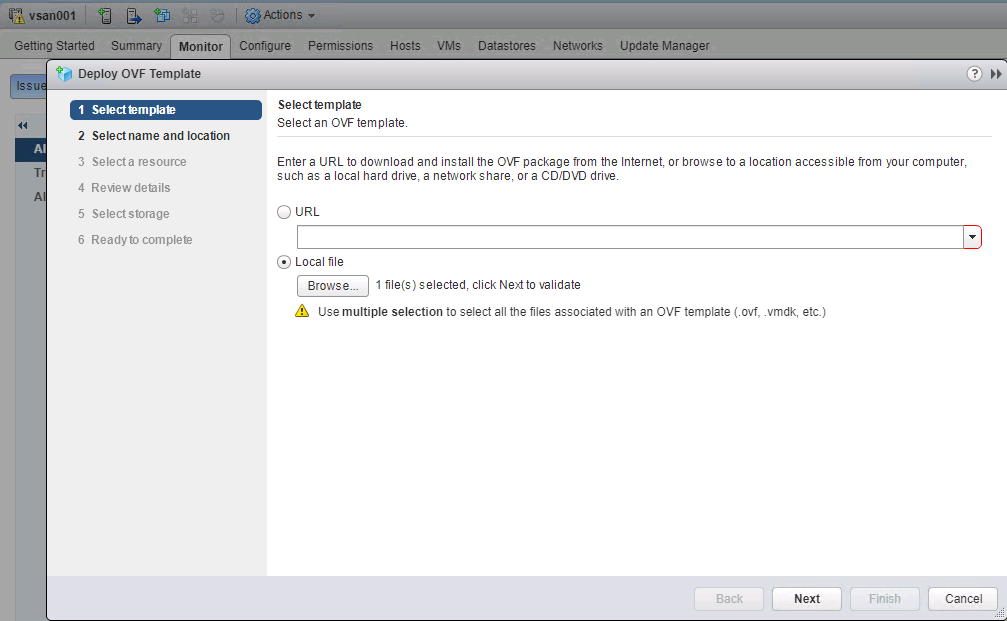 vsan001 Actions
Getting Started Summary Monitor Configure Permissions Hosts VMs Datastores Networks Update Manager
Issue
Deploy OVF Template
?
1 Select template
2 Select name and location
3 Select a resource
4 Review details
5 Select storage
6 Ready to complete
Al
Tr
Al
Select template
Select an OVF template.
Enter a URL to download and install the OVF package from the Internet, or browse to a location accessible from your computer,
such as a local hard drive, a network share, or a CD/DVD drive.
URL
Local file
Browse... 1 file(s) selected, click Next to validate
Use multiple selection to select all the files associated with an OVF template (.ovf, .vmdk, etc.)
Back Next Finish Cancel